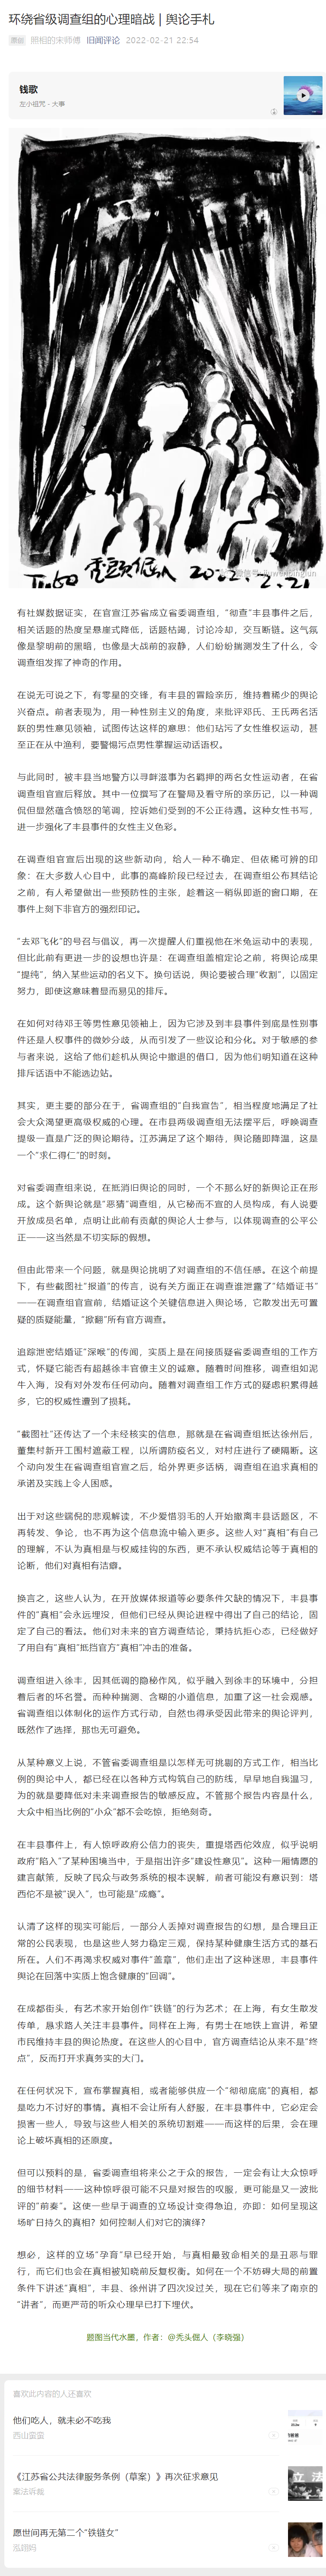 环绕省级调查组的心理暗战 | 舆论手札
原创 照相的宋师傅 旧闻评论 2022-02-21 22:54
钱歌
左小祖咒 - 大事
有社媒数据证实，在官宣江苏省成立省委调查组，“彻查”丰县事件之后，
相关话题的热度呈悬崖式降低，话题枯竭，讨论冷却，交互断链。这气氛
像是黎明前的黑暗，也像是大战前的寂静，人们纷纷揣测发生了什么，令
调查组发挥了神奇的作用。
在说无可说之下，有零星的交锋，有丰县的冒险亲历，维持着稀少的舆论
兴奋点。前者表现为，用一种性别主义的角度，来批评邓氏、王氏两名活
跃的男性意见领袖，试图传达这样的意思：他们玷污了女性维权运动，甚
至正在从中渔利，要警惕污点男性掌握运动话语权。
与此同时，被丰县当地警方以寻衅滋事为名羁押的两名女性运动者，在省
调查组官宣后释放。其中一位撰写了在警局及看守所的亲历记，以一种调
侃但显然蕴含愤怒的笔调，控诉她们受到的不公正待遇。这种女性书写，
进一步强化了丰县事件的女性主义色彩。
在调查组官宣后出现的这些新动向，给人一种不确定、但依稀可辨的印
象：在大多数人心目中，此事的高峰阶段已经过去，在调查组公布其结论
之前，有人希望做出一些预防性的主张，趁着这一稍纵即逝的窗口期，在
事件上刻下非官方的强烈印记。
“去邓飞化”的号召与倡议，再一次提醒人们重视他在米兔运动中的表现，
但比此前有更进一步的设想也许是：在调查组盖棺定论之前，将舆论成果
“提纯”，纳入某些运动的名义下。换句话说，舆论要被合理“收割”，以固定
努力，即使这意味着显而易见的排斥。
在如何对待邓王等男性意见领袖上，因为它涉及到丰县事件到底是性别事
件还是人权事件的微妙分歧，从而引发了一些议论和分化。对于敏感的参
与者来说，这给了他们趁机从舆论中撤退的借口，因为他们明知道在这种
排斥话语中不能选边站。
其实，更主要的部分在于，省调查组的“自我宣告”，相当程度地满足了社
会大众渴望更高级权威的心理。在市县两级调查组无法摆平后，呼唤调查
提级一直是广泛的舆论期待。江苏满足了这个期待，舆论随即降温，这是
一个“求仁得仁”的时刻。
对省委调查组来说，在抵消旧舆论的同时，一个不那么好的新舆论正在形
成。这个新舆论就是“恶猜”调查组，从它秘而不宣的人员构成，有人说要
开放成员名单，点明让此前有贡献的舆论人士参与，以体现调查的公平公
正——这当然是不切实际的假想。
但由此带来一个问题，就是舆论挑明了对调查组的不信任感。在这个前提
下，有些截图社“报道”的传言，说有关方面正在调查谁泄露了“结婚证书”
——在调查组官宣前，结婚证这个关键信息进入舆论场，它散发出无可置
疑的质疑能量，“掀翻”所有官方调查。
追踪泄密结婚证“深喉”的传闻，实质上是在间接质疑省委调查组的工作方
式，怀疑它能否有超越徐丰官僚主义的诚意。随着时间推移，调查组如泥
牛入海，没有对外发布任何动向。随着对调查组工作方式的疑虑积累得越
多，它的权威性遭到了损耗。
“截图社”还传达了一个未经核实的信息，那就是在省调查组抵达徐州后，
董集村新开工围村遮蔽工程，以所谓防疫名义，对村庄进行了硬隔断。这
个动向发生在省调查组官宣之后，给外界更多话柄，调查组在追求真相的
承诺及实践上令人困惑。
出于对这些龌龊的悲观解读，不少爱惜羽毛的人开始撤离丰县话题区，不
再转发、争论，也不再为这个信息流中输入更多。这些人对“真相”有自己
的理解，不认为真相是与权威挂钩的东西，更不承认权威结论等于真相的
论断，他们对真相有洁癖。
换言之，这些人认为，在开放媒体报道等必要条件欠缺的情况下，丰县事
件的“真相”会永远埋没，但他们已经从舆论进程中得出了自己的结论，固
定了自己的看法。他们对未来的官方调查结论，秉持抗拒心态，已经做好
了用自有“真相”抵挡官方“真相”冲击的准备。
调查组进入徐丰，因其低调的隐秘作风，似乎融入到徐丰的环境中，分担
着后者的坏名誉。而种种揣测、含糊的小道信息，加重了这一社会观感。
省调查组以体制化的运作方式行动，自然也得承受因此带来的舆论评判，
既然作了选择，那也无可避免。
从某种意义上说，不管省委调查组是以怎样无可挑剔的方式工作，相当比
例的舆论中人，都已经在以各种方式构筑自己的防线，早早地自我温习，
为的就是要降低对未来调查报告的敏感反应。不管那个报告内容是什么，
大众中相当比例的“小众”都不会吃惊，拒绝刻奇。
在丰县事件上，有人惊呼政府公信力的丧失，重提塔西佗效应，似乎说明
政府“陷入”了某种困境当中，于是指出许多“建设性意见”。这种一厢情愿的
建言献策，反映了民众与政务系统的根本误解，前者可能没有意识到：塔
西佗不是被“误入”，也可能是“成瘾”。
认清了这样的现实可能后，一部分人丢掉对调查报告的幻想，是合理且正
常的公民表现，也是这些人努力稳定三观，保持某种健康生活方式的基石
所在。人们不再渴求权威对事件“盖章”，他们走出了这种迷思，丰县事件
舆论在回落中实质上饱含健康的“回调”。
在成都街头，有艺术家开始创作“铁链”的行为艺术；在上海，有女生散发
传单，恳求路人关注丰县事件。同样在上海，有男士在地铁上宣讲，希望
市民维持丰县的舆论热度。在这些人的心目中，官方调查结论从来不是“终
点”，反而打开求真务实的大门。
在任何状况下，宣布掌握真相，或者能够供应一个“彻彻底底”的真相，都
是吃力不讨好的事情。真相不会让所有人舒服，在丰县事件中，它必定会
损害一些人，导致与这些人相关的系统切割难——而这样的后果，会在理
论上破坏真相的还原度。
但可以预料的是，省委调查组将来公之于众的报告，一定会有让大众惊呼
的细节材料——这种惊呼很可能不只是对报告的叹服，更可能是又一波批
评的“前奏”。这使一些早于调查的立场设计变得急迫，亦即：如何呈现这
场旷日持久的真相？如何控制人们对它的演绎？
想必，这样的立场“孕育”早已经开始，与真相最致命相关的是丑恶与罪
行，而它们也会在真相被知晓前反复权衡。如何在一个不妨碍大局的前置
条件下讲述“真相”，丰县、徐州讲了四次没过关，现在它们等来了南京的
“讲者”，而更严苛的听众心理早已打下埋伏。
题图当代水墨，作者：@秃头倔人（李晓强）
喜欢此内容的人还喜欢
他们吃人，就未必不吃我
西山蛮蛮
《江苏省公共法律服务条例（草案）》再次征求意见
案法诉裁
愿世间再无第二个“铁链女”
泓翊昀